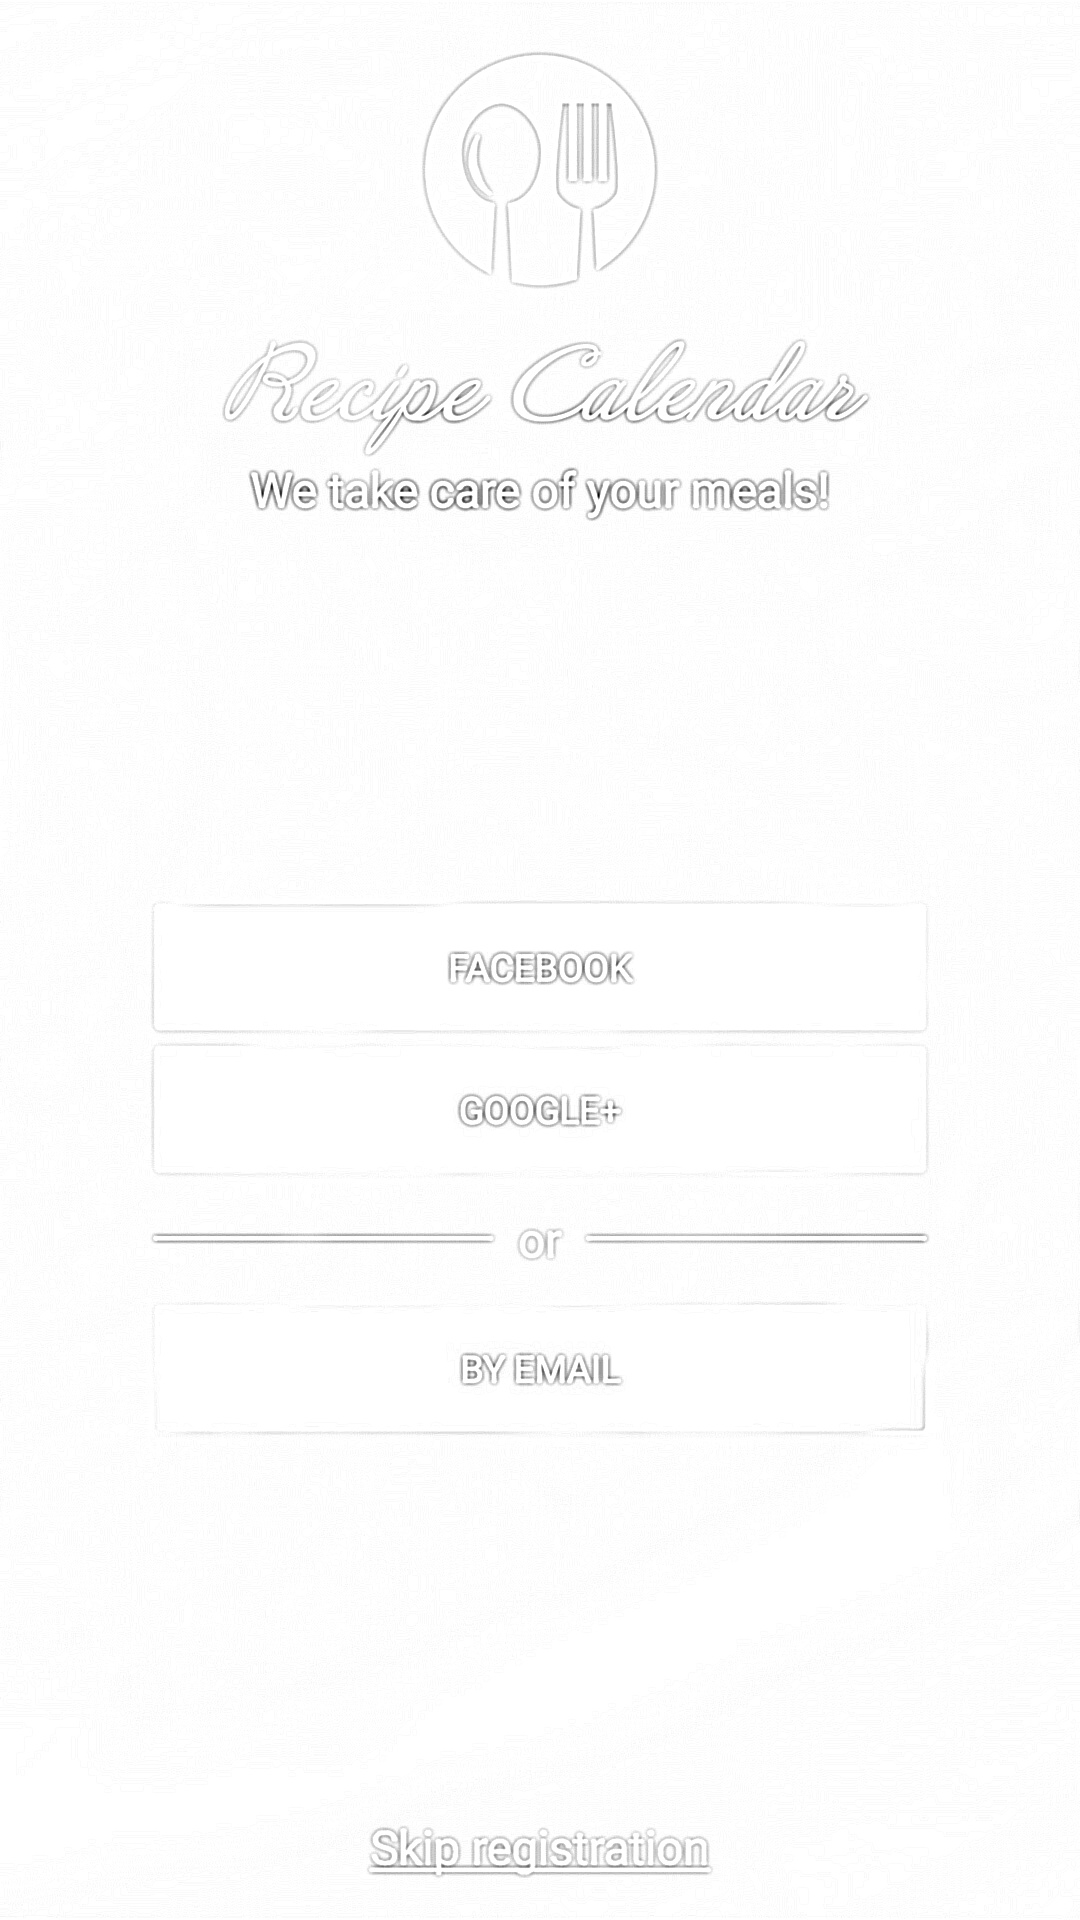 Recipe Calendar
We take care of your meals!
FACEBOOK
GOOGLE+
or
BY EMAIL
Skip registration